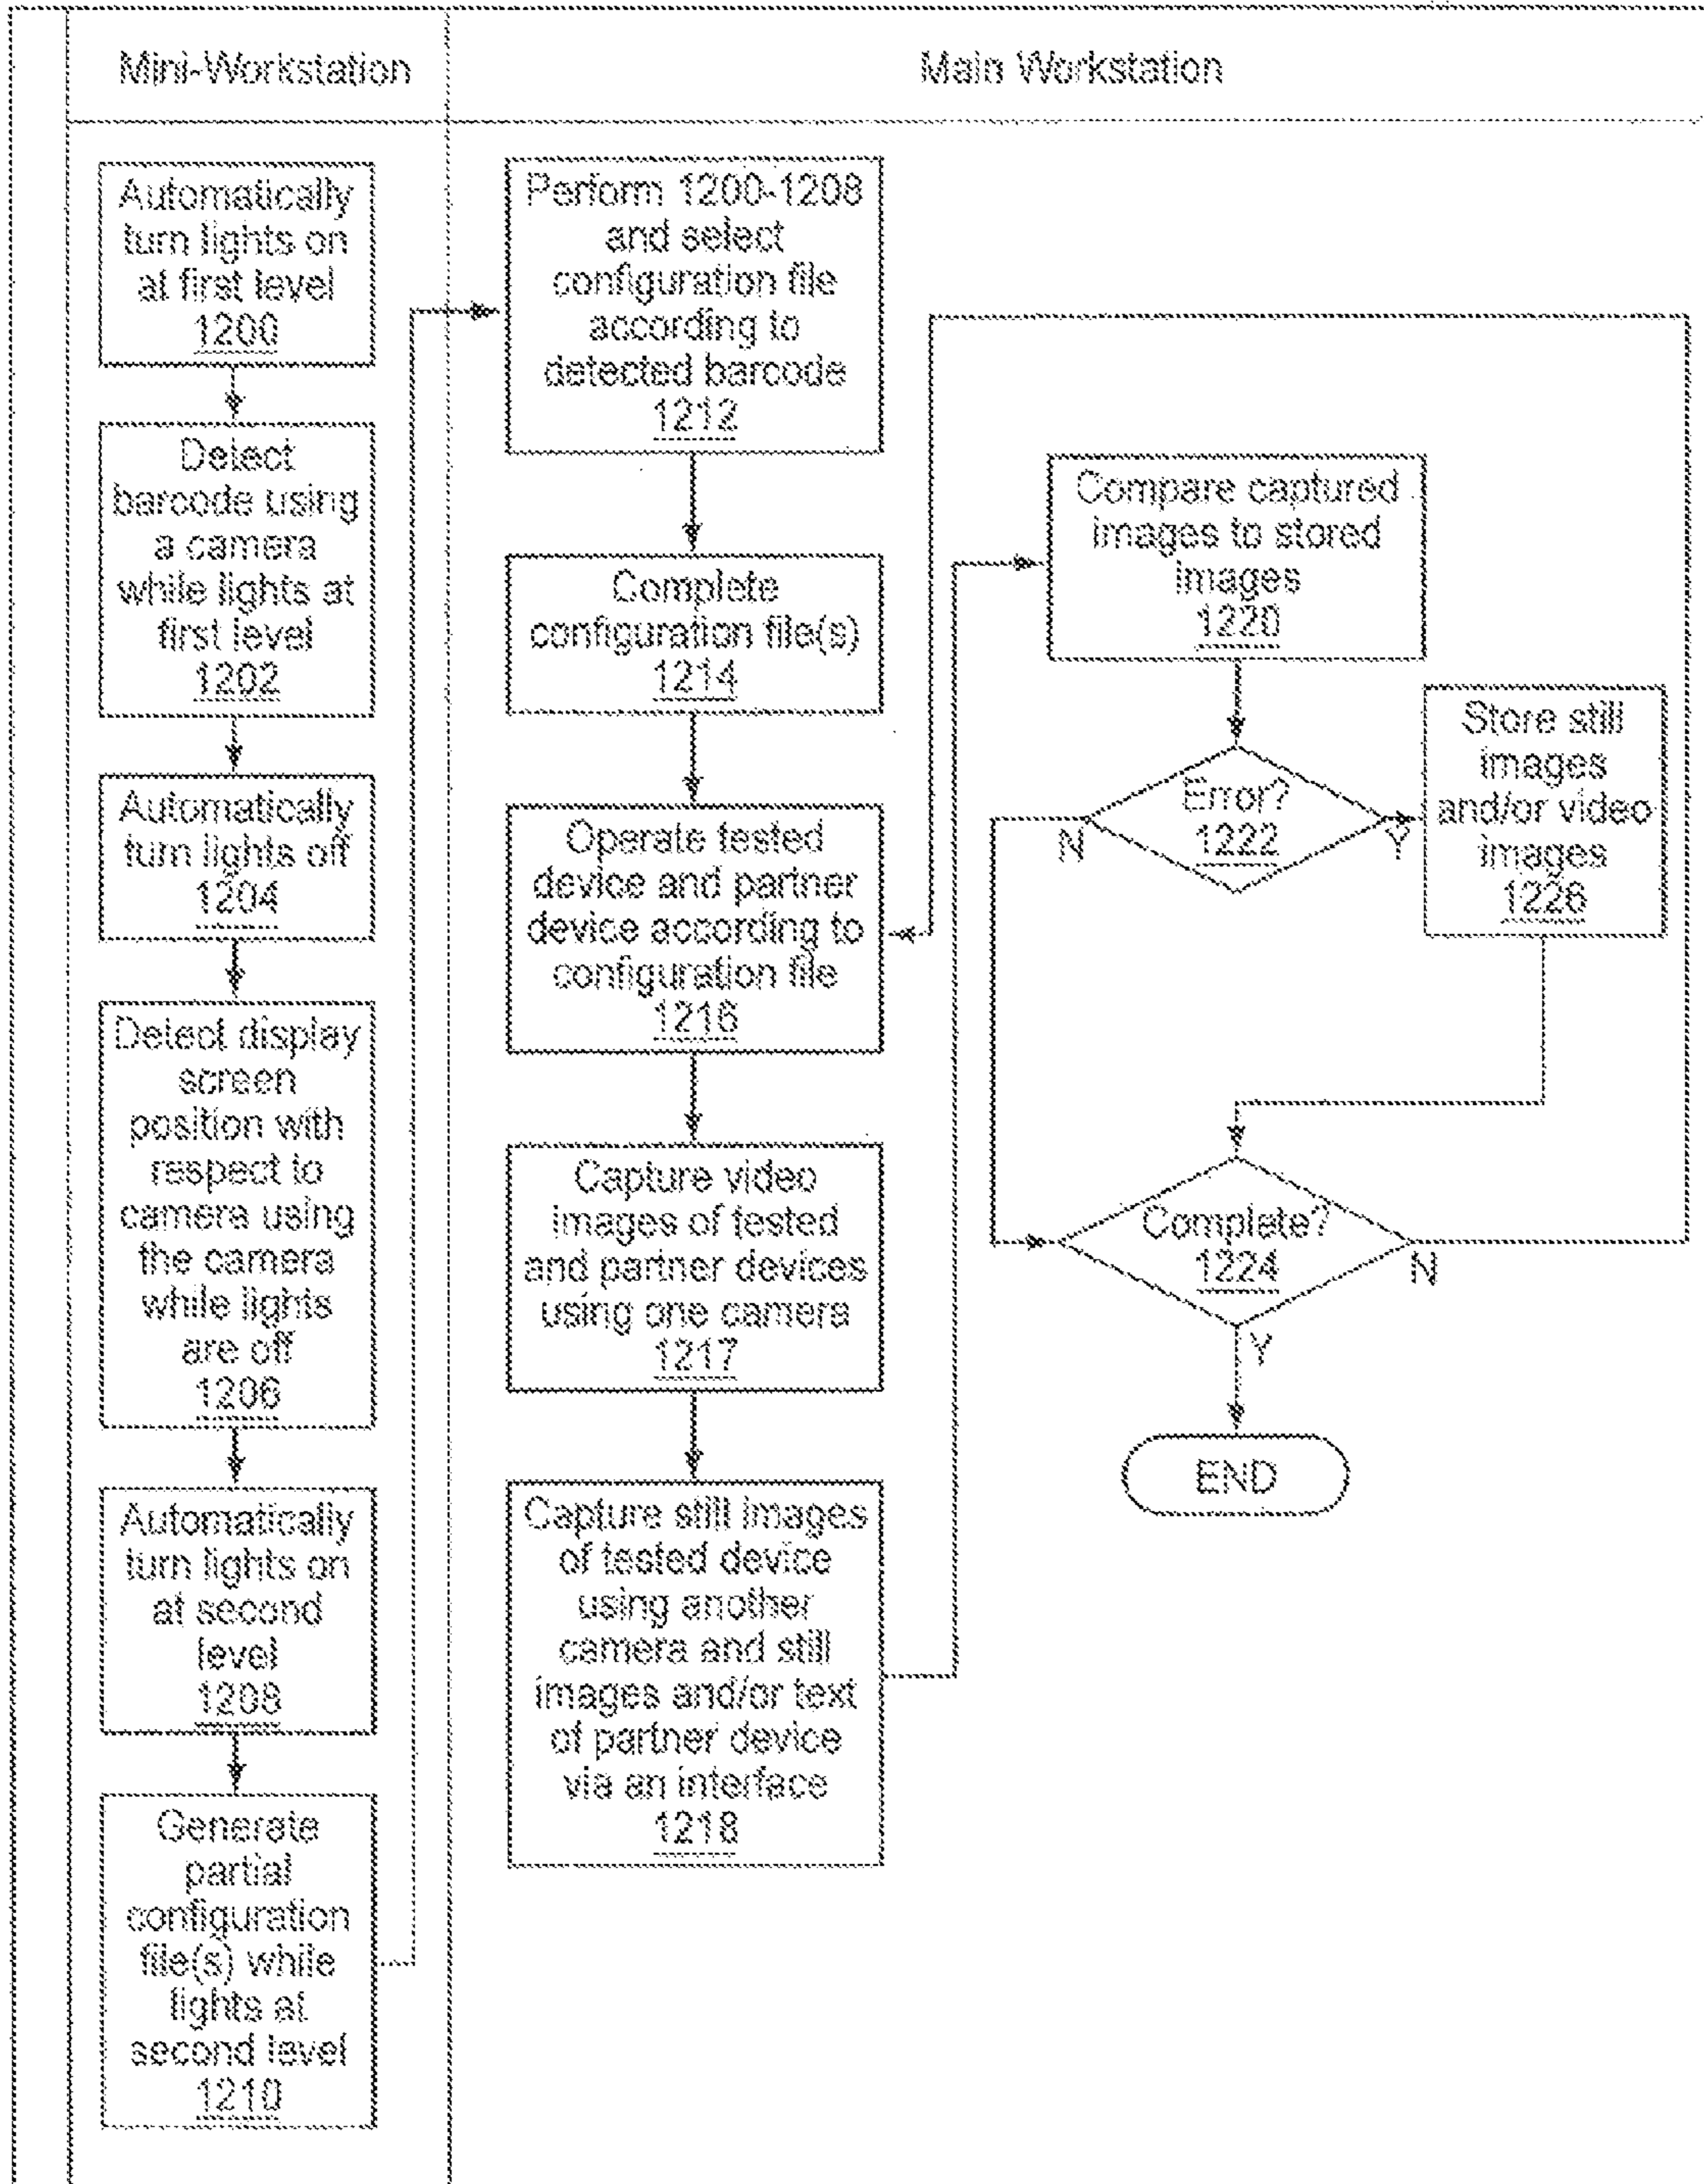 Mini-Workstation
Main Workstation
Automatically
turn lights on
at first level
1200
Detect
barcode using
a camera
while lights at
first level
1202
Automatically
turn lights off
1204
Detect display
screen
position with
respect to
camera using
the camera
while lights
are off
1206
Automatically
turn lights on
at second
level
1208
Generate
partial
configuration
file(s) while
lights at
second level
1210
Perform 1200-1208
and select
configuration file
according to
detected barcode
1212
Complete
configuration file(s)
1214
Operate tested
device and partner
device according to
configuration file
1216
Capture video
images of tested
and partner devices
using one camera
1217
Capture still images
of tested device
using another
camera and still
images and/or text
of partner device
via an interface
1218
Compare captured
images to stored
images
1220
Error?
1222
N
Y
Store still
images
and/or video
images
1226
Complete?
1224
N
Y
END